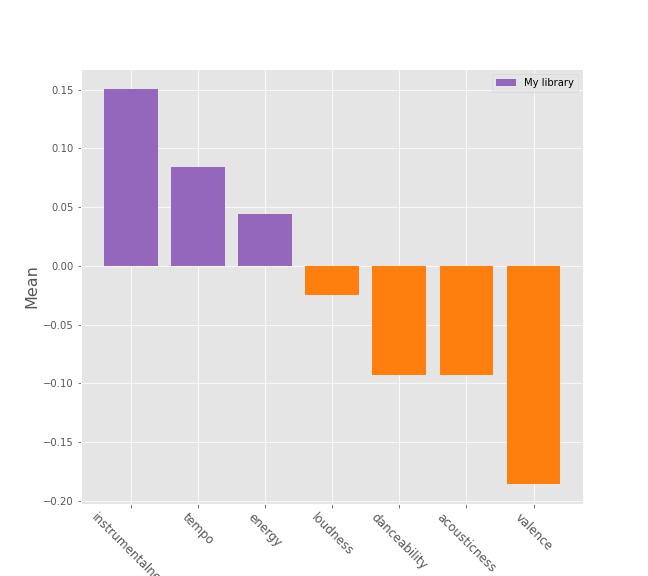 My library
0.15
0.10
0.05
0.00
−0.05
−0.10
−0.15
−0.20
Mean
instrumentalne
tempo
energy
loudness
danceability
acousticness
valence